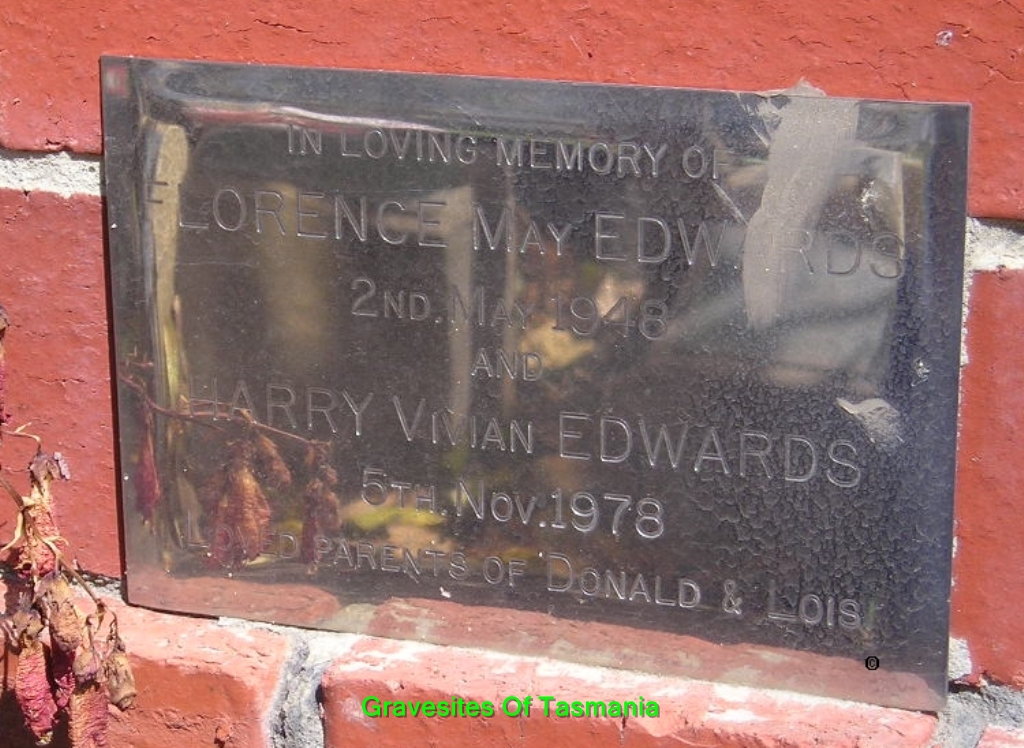 IN LOVING MEMORY OF
FLORENCE MAY EDWARDS
2ND. MAY 1948
AND
HARRY VIVIAN EDWARDS
5TH. NOV. 1978
LOVED PARENTS OF DONALD & LOIS
©
Gravesites Of Tasmania